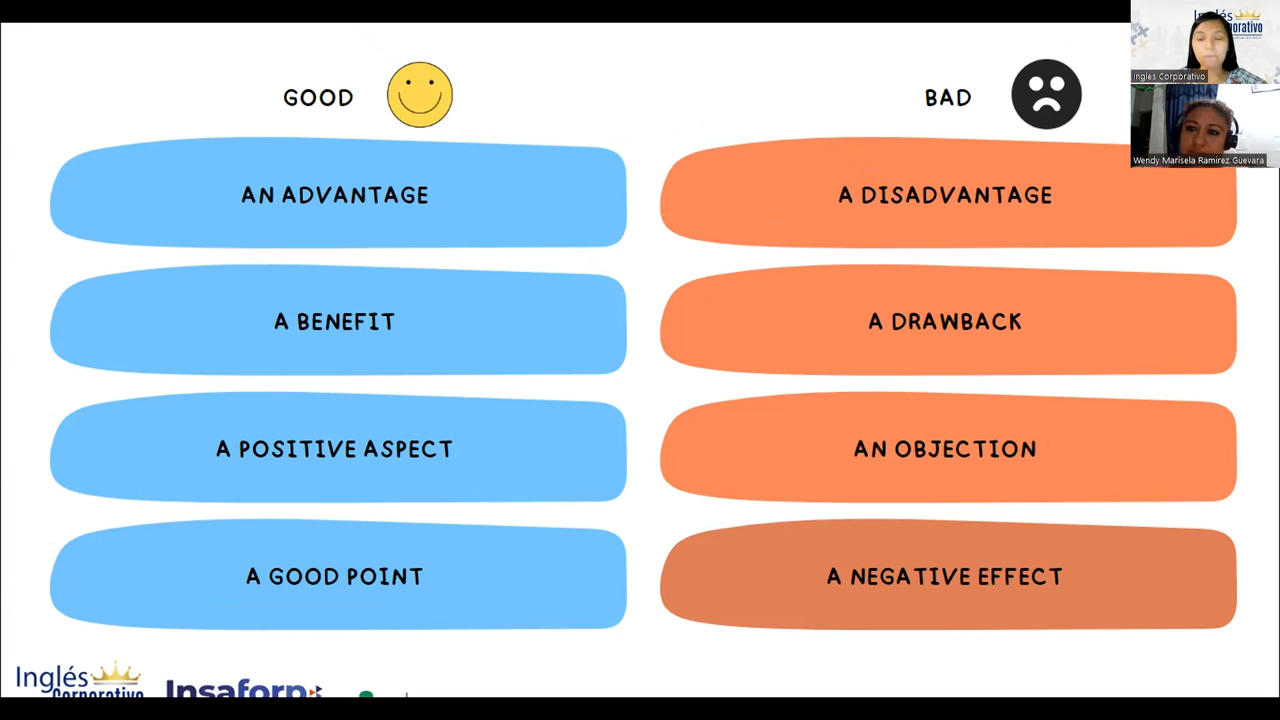 GOOD
BAD
AN ADVANTAGE
A DISADVANTAGE
A BENEFIT
A DRAWBACK
A POSITIVE ASPECT
AN OBJECTION
A GOOD POINT
A NEGATIVE EFFECT
Ingles Corporativo
Wendy Marisela Ramirez Guevara
Inglés
Corporativo
Insaforp